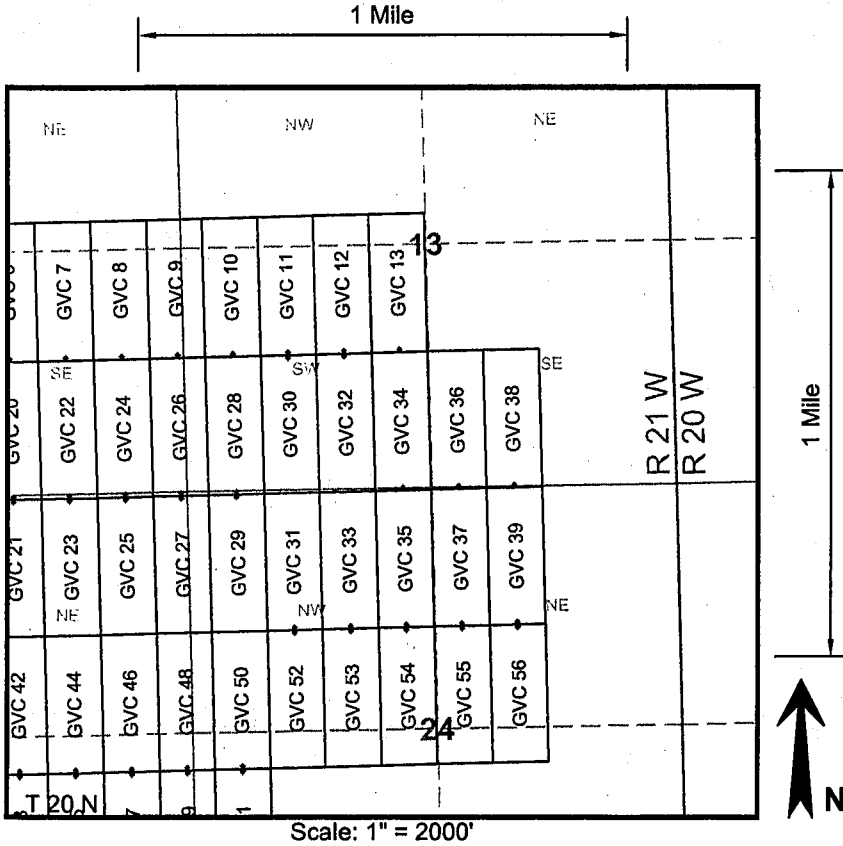 1 Mile
NE NW NE
13
GVC 7 GVC 8 GVC 9 GVC 10 GVC 11 GVC 12 GVC 13
SE SW SE
GVC 20 GVC 22 GVC 24 GVC 26 GVC 28 GVC 30 GVC 32 GVC 34 GVC 36 GVC 38
R 21 W
R 20 W
1 Mile
GVC 21 GVC 23 GVC 25 GVC 27 GVC 29 GVC 31 GVC 33 GVC 35 GVC 37 GVC 39
NE NW NE
GVC 42 GVC 44 GVC 46 GVC 48 GVC 50 GVC 52 GVC 53 GVC 54 GVC 55 GVC 56
24
T 20 N
N
Scale: 1" = 2000'